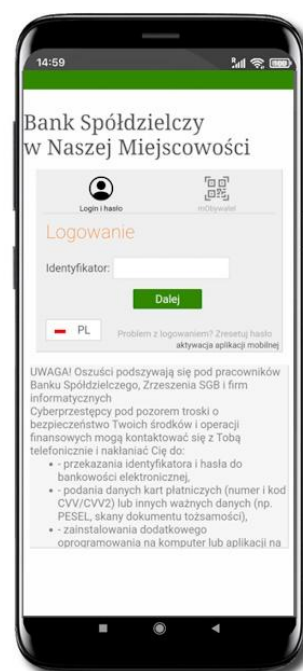 14:59
Bank Spółdzielczy
w Naszej Miejscowości
Login i hasło
mObywatel
Logowanie
Identyfikator:
Dalej
PL
Problem z logowaniem? Zresetuj hasło
aktywacja aplikacji mobilnej
UWAGA! Oszuści podszywają się pod pracowników
Banku Spółdzielczego, Zrzeszenia SGB i firm
informatycznych
Cyberprzestępcy pod pozorem troski o
bezpieczeństwo Twoich środków i operacji
finansowych mogą kontaktować się z Tobą
telefonicznie i nakłaniać Cię do:
- przekazania identyfikatora i hasła do
bankowości elektronicznej,
- podania danych kart płatniczych (numer i kod
CVV/CVV2) lub innych ważnych danych (np.
PESEL, skany dokumentu tożsamości),
- zainstalowania dodatkowego
oprogramowania na komputer lub aplikacji na